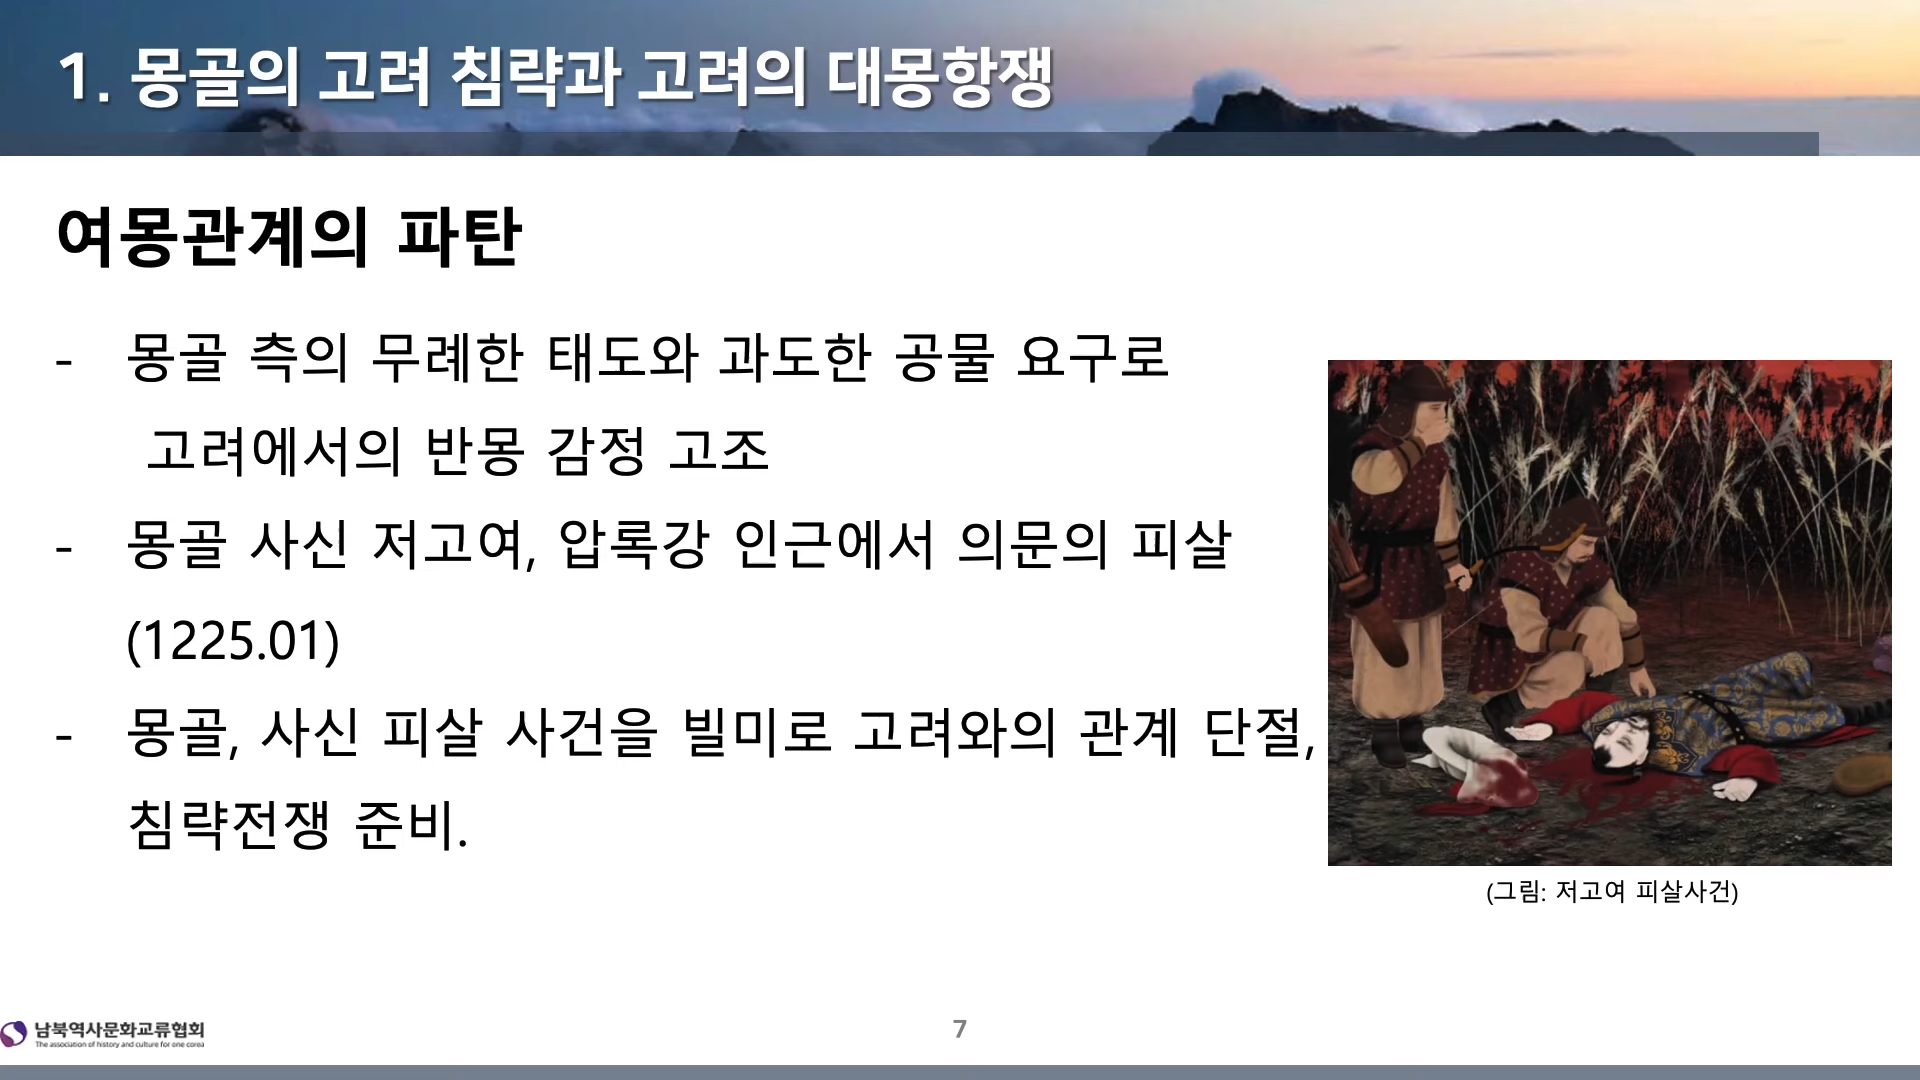 1. 몽골의 고려 침략과 고려의 대몽항쟁
여몽관계의 파탄
- 몽골 측의 무례한 태도와 과도한 공물 요구로
고려에서의 반몽 감정 고조
- 몽골 사신 저고여, 압록강 인근에서 의문의 피살
(1225.01)
- 몽골, 사신 피살 사건을 빌미로 고려와의 관계 단절,
침략전쟁 준비.
(그림: 저고여 피살사건)
남북역사문화교류협회
The association of history and culture for one corea
7